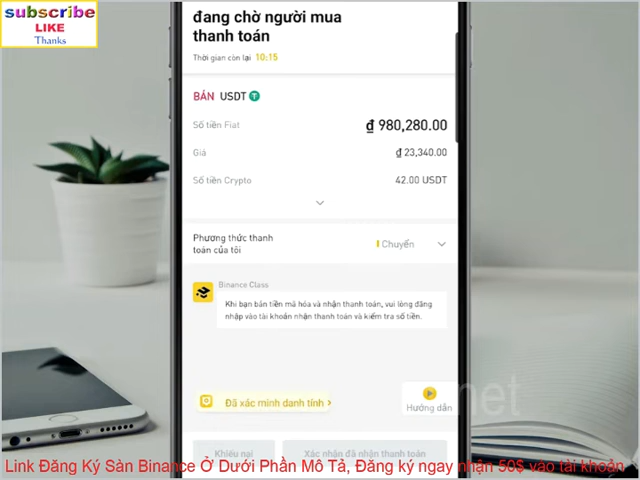 subscribe
LIKE
Thanks
đang chờ người mua
thanh toán
Thời gian còn lại 10:15
BÁN USDT
Số tiền Fiat ₫ 980,280.00
Giá ₫ 23,340.00
Số tiền Crypto 42.00 USDT
Phương thức thanh
toán của tôi
Chuyển
Binance Class
Khi bạn bán tiền mã hóa và nhận thanh toán, vui lòng đăng
nhập vào tài khoản nhận thanh toán và kiểm tra số tiền.
Đã xác minh danh tính
Hướng dẫn
Khiếu nại
Xác nhận đã nhận thanh toán
Link Đăng Ký Sàn Binance Ở Dưới Phần Mô Tả, Đăng ký ngay nhận 50$ vào tài khoản